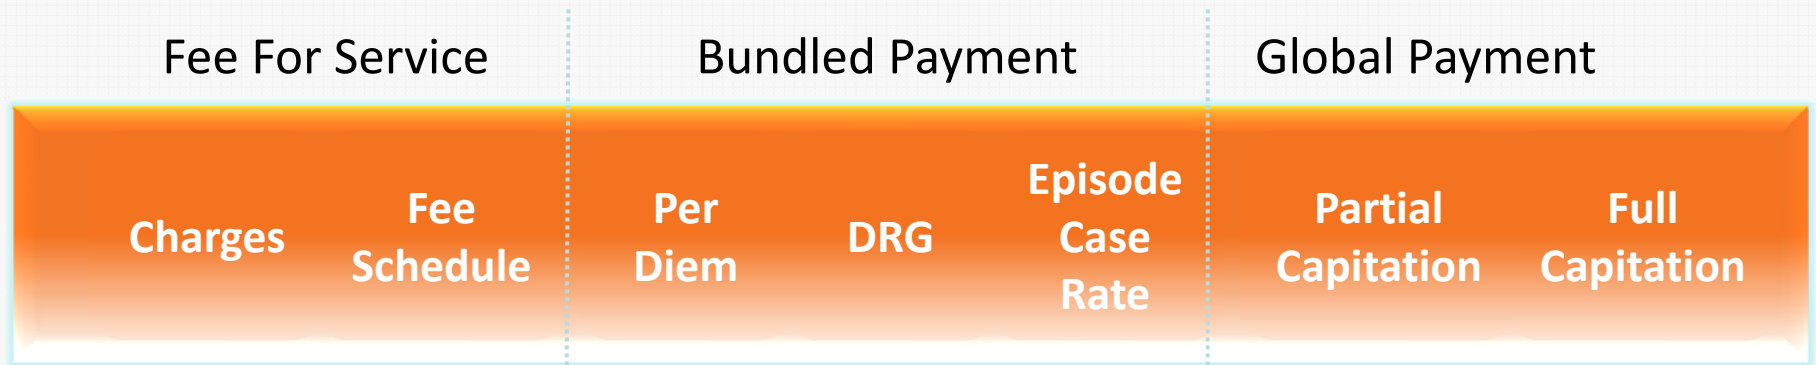 Fee For Service
Bundled Payment
Global Payment
Charges
Fee
Schedule
Per
Diem
DRG
Episode
Case
Rate
Partial
Capitation
Full
Capitation